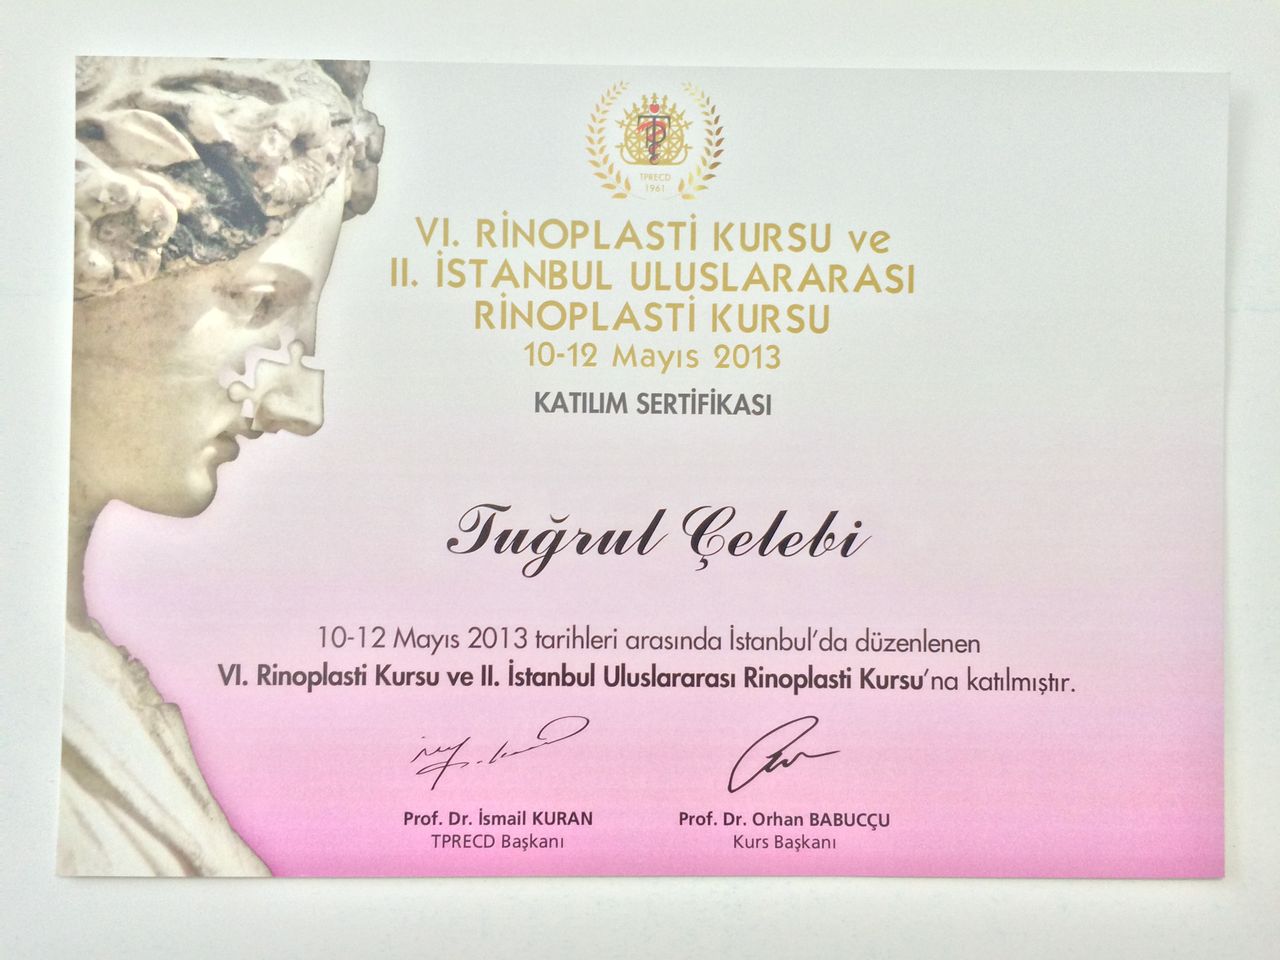 TPRECD
1961
VI. RİNOPLASTİ KURSU ve
II. İSTANBUL ULUSLARARASI
RİNOPLASTİ KURSU
10-12 Mayıs 2013
KATILIM SERTİFİKASI
Tuğrul Çelebi
10-12 Mayıs 2013 tarihleri arasında İstanbul'da düzenlenen
VI. Rinoplasti Kursu ve II. İstanbul Uluslararası Rinoplasti Kursu'na katılmıştır.
Prof. Dr. İsmail KURAN
TPRECD Başkanı
Prof. Dr. Orhan BABUCÇU
Kurs Başkanı